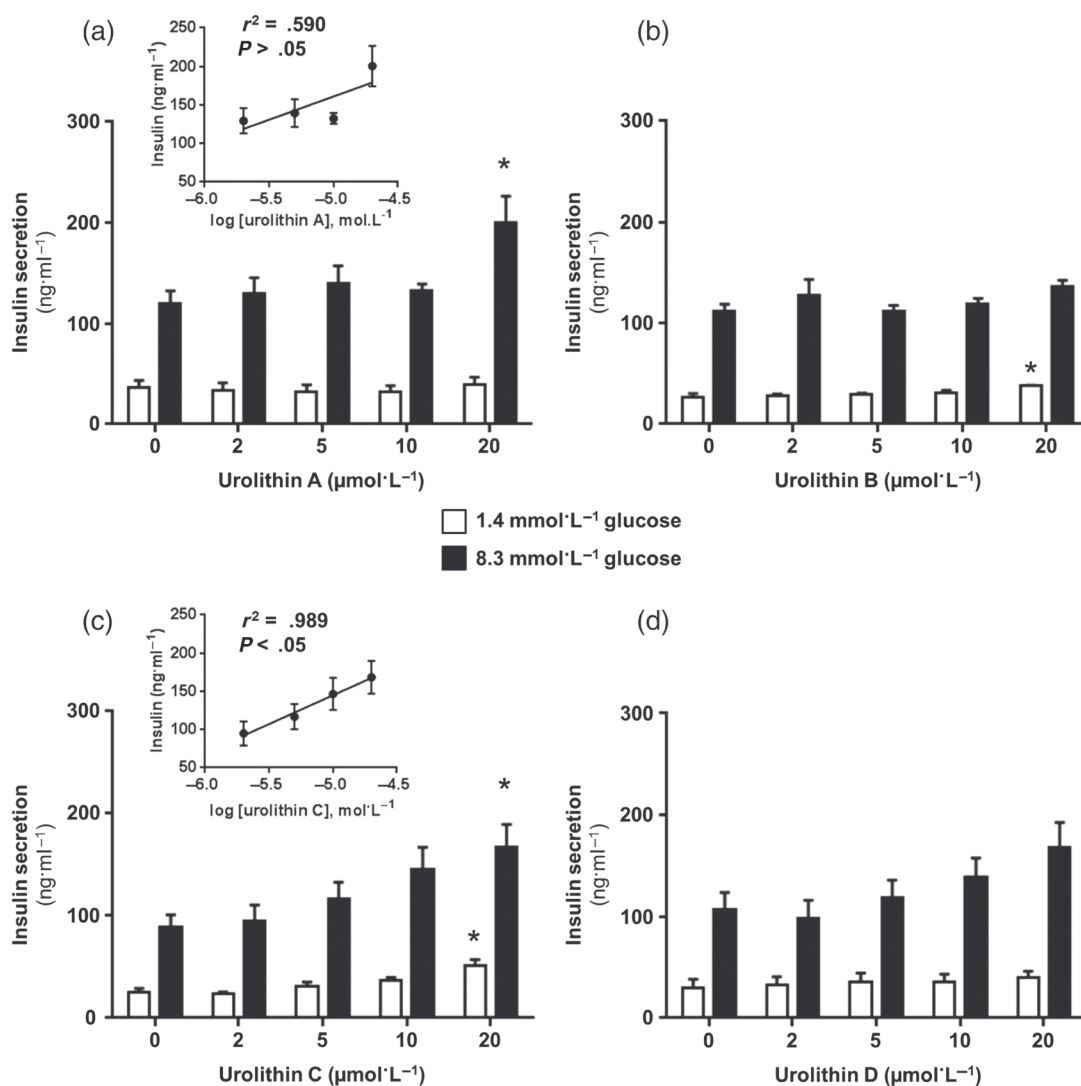 (a)
r² = .590
P > .05
Insulin (ng·ml⁻¹)
250
200
150
100
50
–6.0 –5.5 –5.0 –4.5
log [urolithin A], mol.L⁻¹
300
200
100
0
Insulin secretion
(ng·ml⁻¹)
*
0 2 5 10 20
Urolithin A (µmol·L⁻¹)
(b)
300
200
100
0
Insulin secretion
(ng·ml⁻¹)
*
0 2 5 10 20
Urolithin B (µmol·L⁻¹)
1.4 mmol·L⁻¹ glucose
8.3 mmol·L⁻¹ glucose
(c)
r² = .989
P < .05
Insulin (ng·ml⁻¹)
250
200
150
100
50
–6.0 –5.5 –5.0 –4.5
log [urolithin C], mol·L⁻¹
300
200
100
0
Insulin secretion
(ng·ml⁻¹)
*
*
0 2 5 10 20
Urolithin C (µmol·L⁻¹)
(d)
300
200
100
0
Insulin secretion
(ng·ml⁻¹)
0 2 5 10 20
Urolithin D (µmol·L⁻¹)